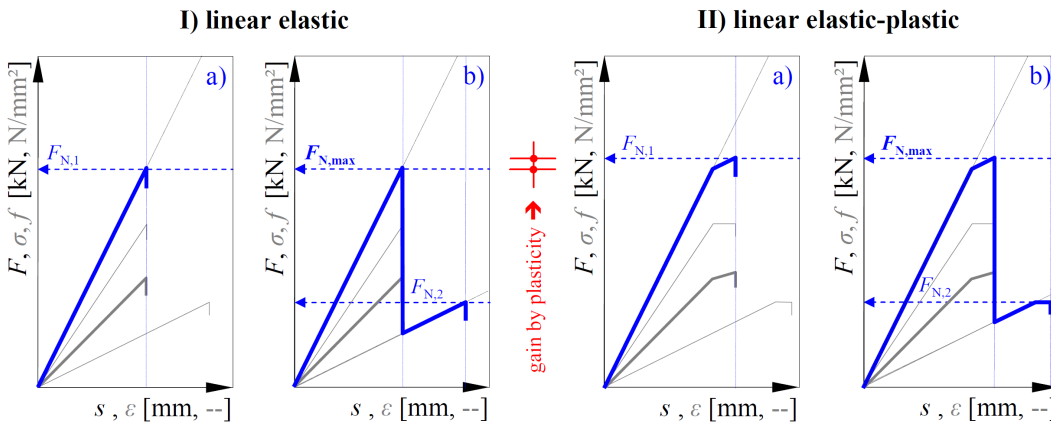 I) linear elastic
II) linear elastic-plastic
F, σ, f [kN, N/mm²]
a)
F_N,1
s , ε [mm, --]
F, σ, f [kN, N/mm²]
b)
F_N,max
F_N,2
s , ε [mm, --]
gain by plasticity ➔
F, σ, f [kN, N/mm²]
a)
F_N,1
s , ε [mm, --]
F, σ, f [kN, N/mm²]
b)
F_N,max
F_N,2
s , ε [mm, --]